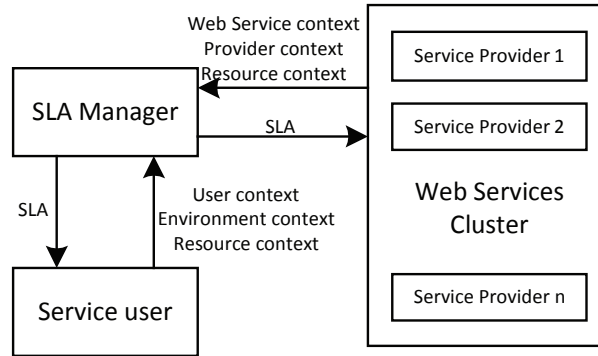 Web Service context
Provider context
Resource context
SLA Manager
SLA
SLA
User context
Environment context
Resource context
Service user
Service Provider 1
Service Provider 2
Web Services
Cluster
Service Provider n